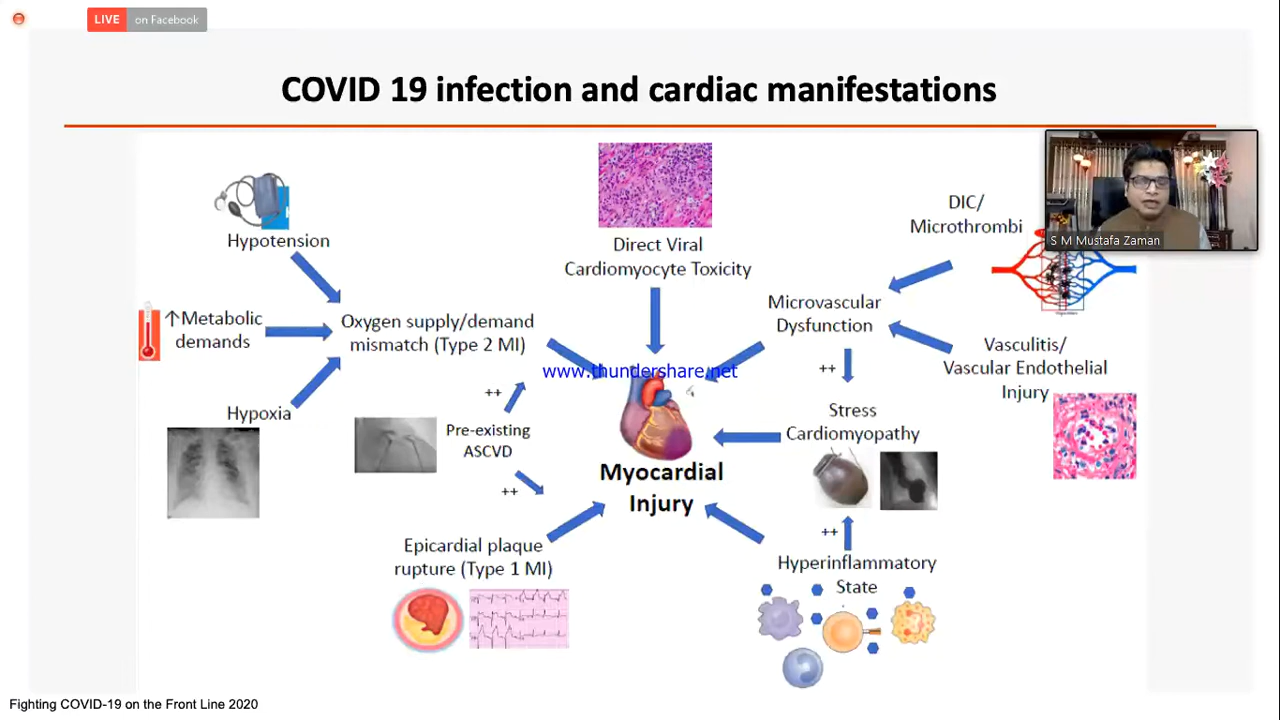 LIVE on Facebook
COVID 19 infection and cardiac manifestations
Hypotension
↑Metabolic
demands
Hypoxia
Oxygen supply/demand
mismatch (Type 2 MI)
++
Pre-existing
ASCVD
++
Epicardial plaque
rupture (Type 1 MI)
Direct Viral
Cardiomyocyte Toxicity
www.thundershare.net
Myocardial
Injury
DIC/
Microthrombi
S M Mustafa Zaman
Microvascular
Dysfunction
Vasculitis/
Vascular Endothelial
Injury
++
Stress
Cardiomyopathy
++
Hyperinflammatory
State
Fighting COVID-19 on the Front Line 2020